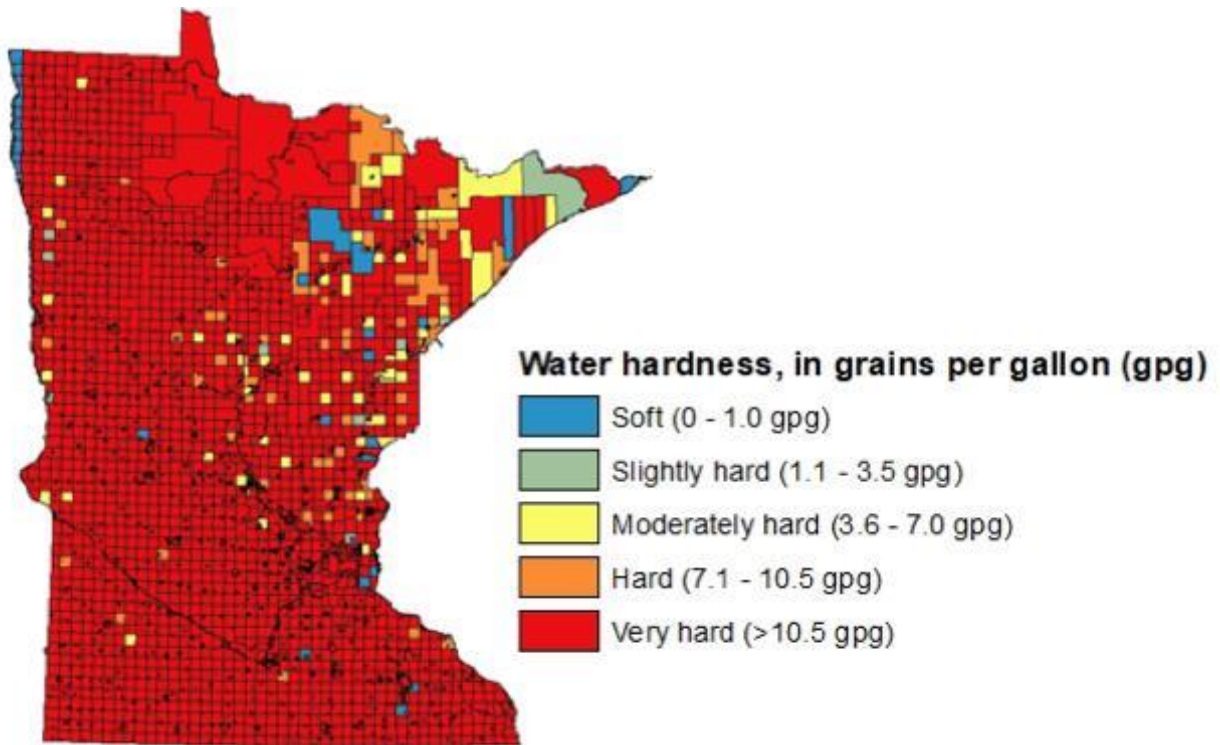 Water hardness, in grains per gallon (gpg)
Soft (0 - 1.0 gpg)
Slightly hard (1.1 - 3.5 gpg)
Moderately hard (3.6 - 7.0 gpg)
Hard (7.1 - 10.5 gpg)
Very hard (>10.5 gpg)